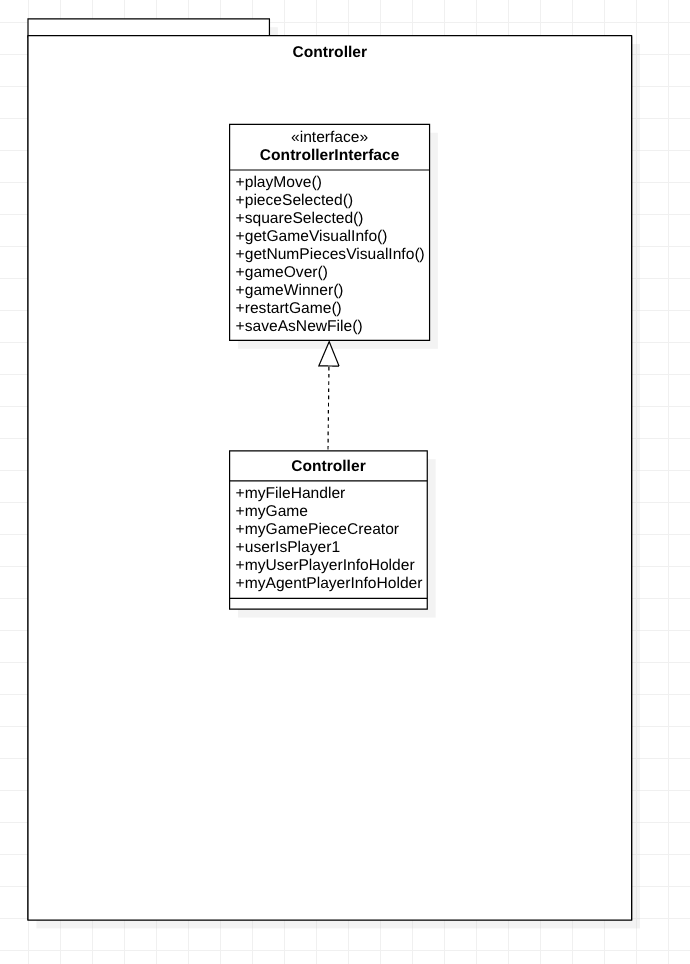 Controller
«interface»
ControllerInterface
+playMove()
+pieceSelected()
+squareSelected()
+getGameVisualInfo()
+getNumPiecesVisualInfo()
+gameOver()
+gameWinner()
+restartGame()
+saveAsNewFile()
Controller
+myFileHandler
+myGame
+myGamePieceCreator
+userIsPlayer1
+myUserPlayerInfoHolder
+myAgentPlayerInfoHolder